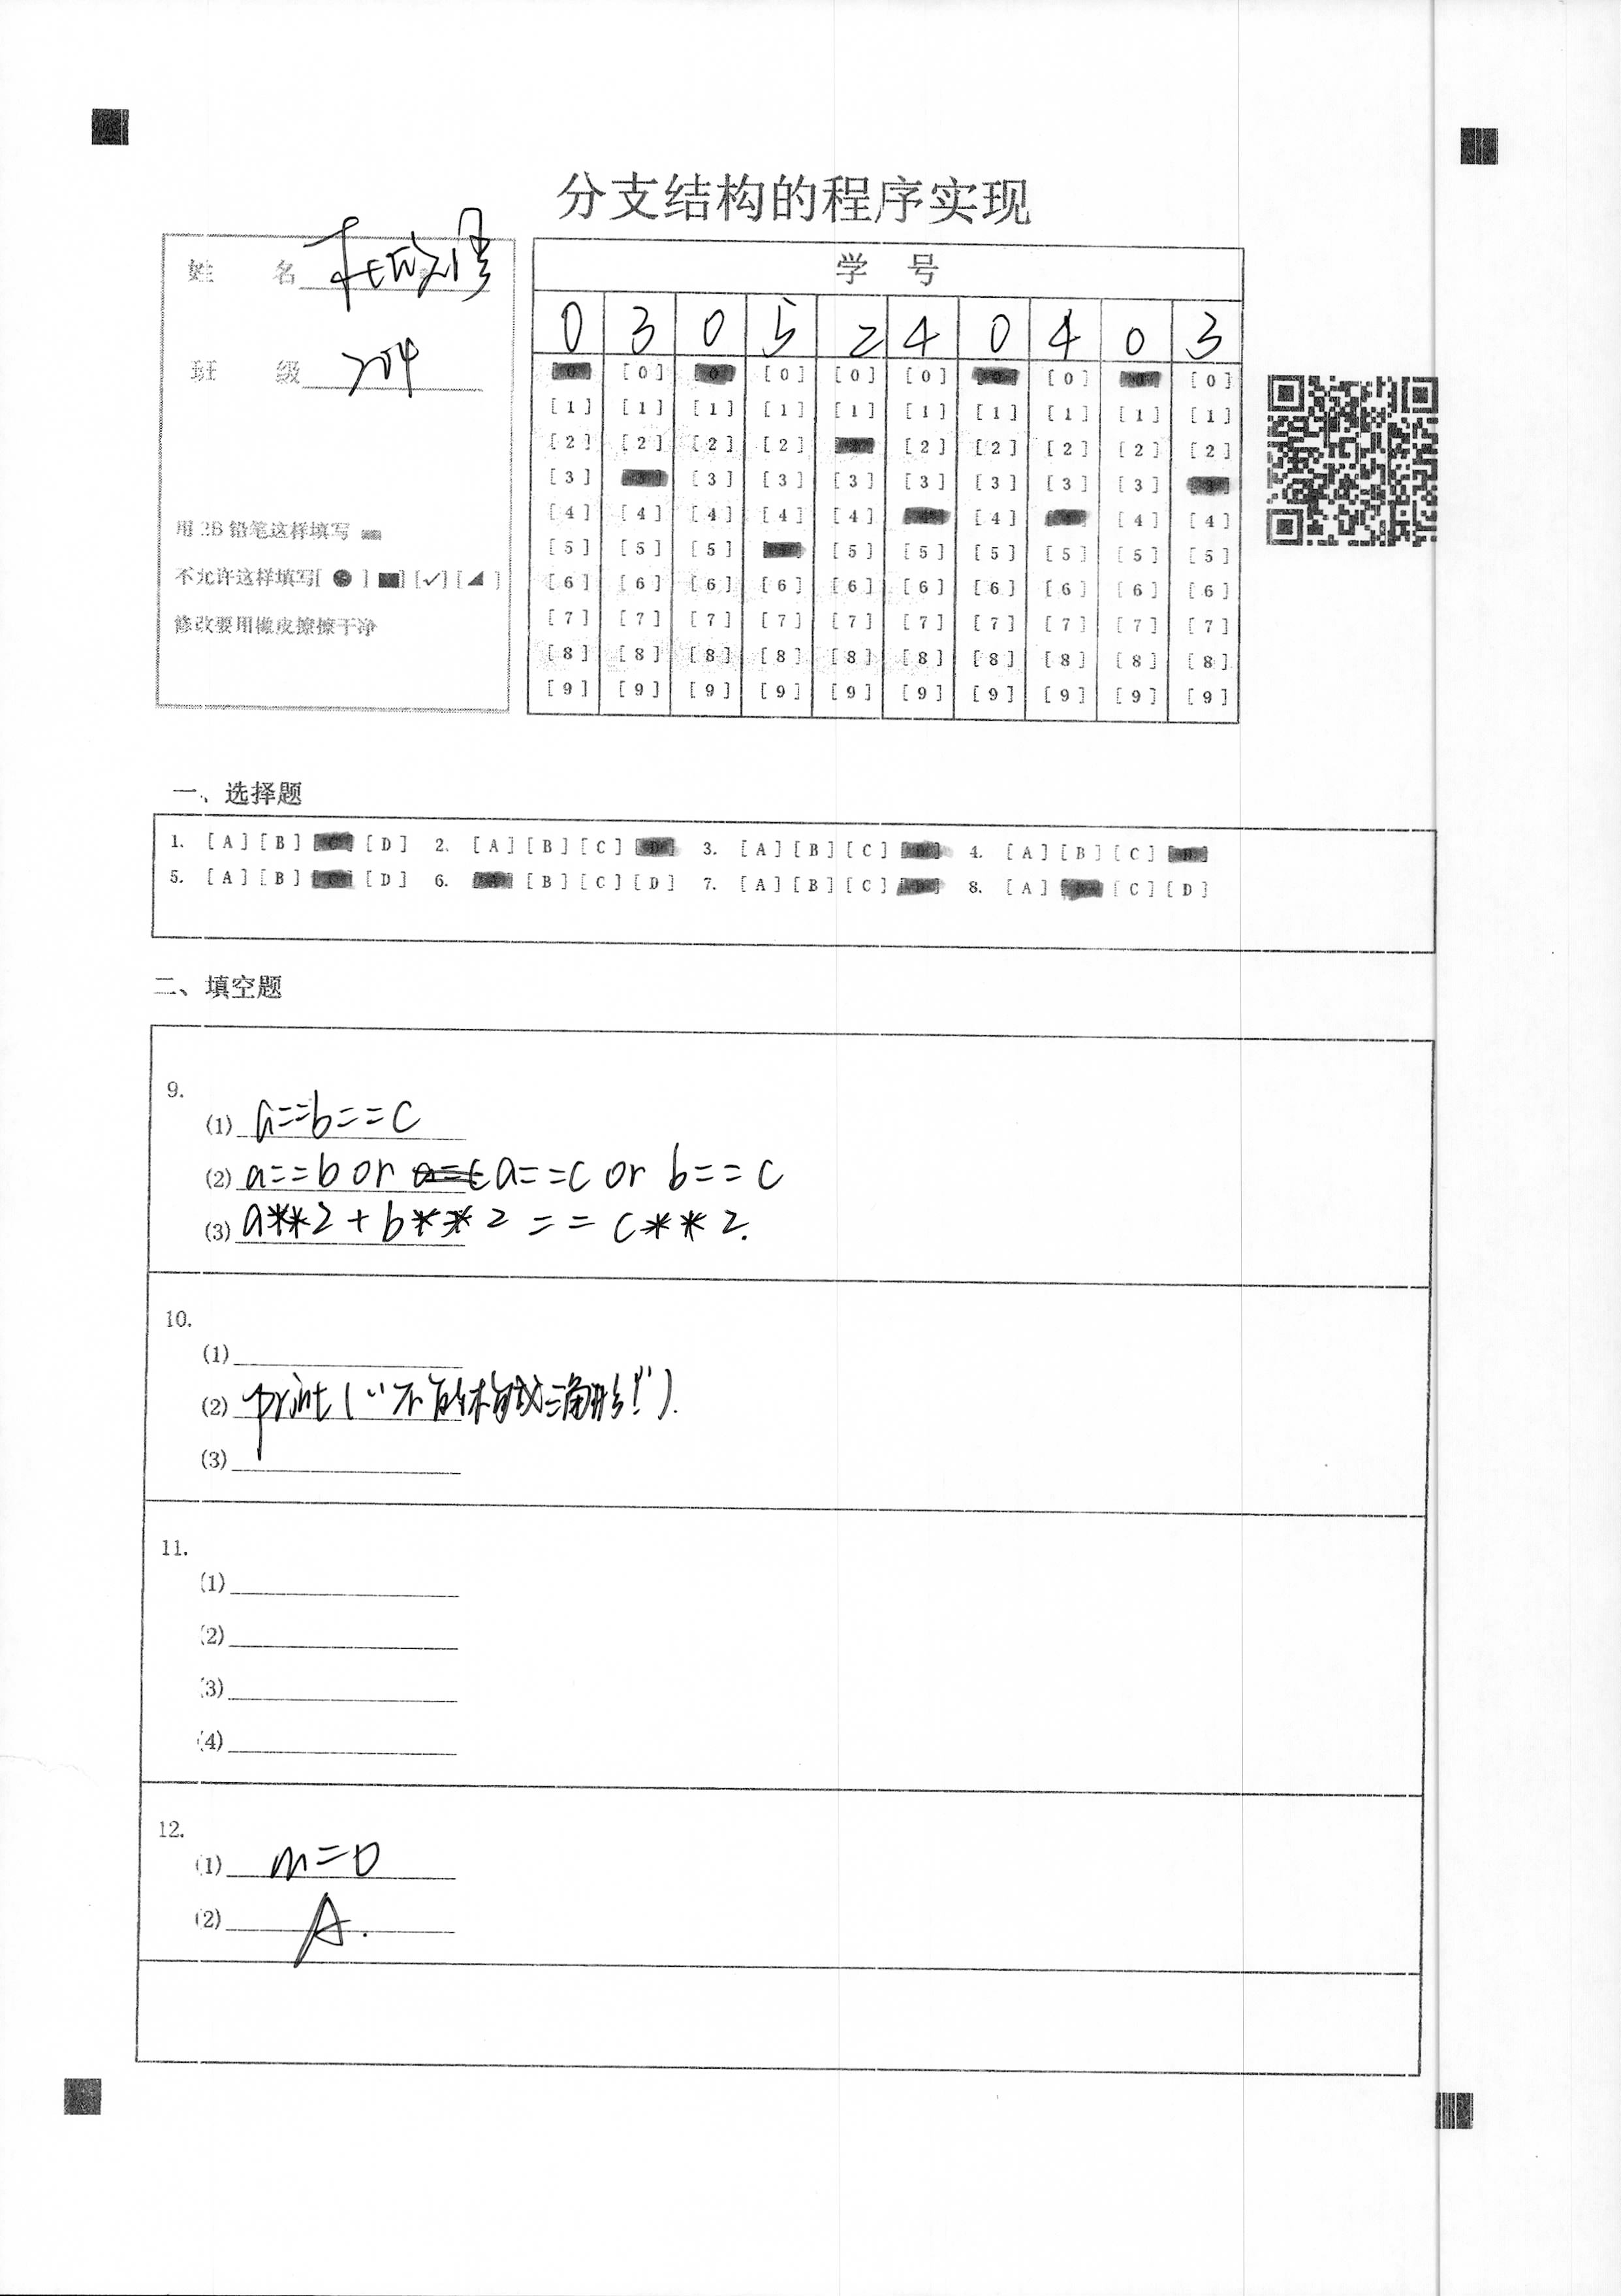 分支结构的程序实现
姓 名
班 级 204
用 2B 铅笔这样填写
不允许这样填写[ ] [✓] [ ]
修改要用橡皮擦擦干净
学 号
0 3 0 5 2 4 0 4 0 3
[0] [0] [0] [0] [0] [0] [0] [0] [0] [0]
[1] [1] [1] [1] [1] [1] [1] [1] [1] [1]
[2] [2] [2] [2] [2] [2] [2] [2] [2] [2]
[3] [3] [3] [3] [3] [3] [3] [3] [3] [3]
[4] [4] [4] [4] [4] [4] [4] [4] [4] [4]
[5] [5] [5] [5] [5] [5] [5] [5] [5] [5]
[6] [6] [6] [6] [6] [6] [6] [6] [6] [6]
[7] [7] [7] [7] [7] [7] [7] [7] [7] [7]
[8] [8] [8] [8] [8] [8] [8] [8] [8] [8]
[9] [9] [9] [9] [9] [9] [9] [9] [9] [9]
一、选择题
1. [A] [B] [C] [D] 2. [A] [B] [C] [D] 3. [A] [B] [C] [D] 4. [A] [B] [C] [D]
5. [A] [B] [C] [D] 6. [A] [B] [C] [D] 7. [A] [B] [C] [D] 8. [A] [B] [C] [D]
二、填空题
9.
(1) a==b==c
(2) a==b or a==c or b==c
(3) a**2+b**2 == c**2.
10.
(1)
(2) print("不能构成三角形!").
(3)
11.
(1)
(2)
(3)
(4)
12.
(1) m=0
(2) A.